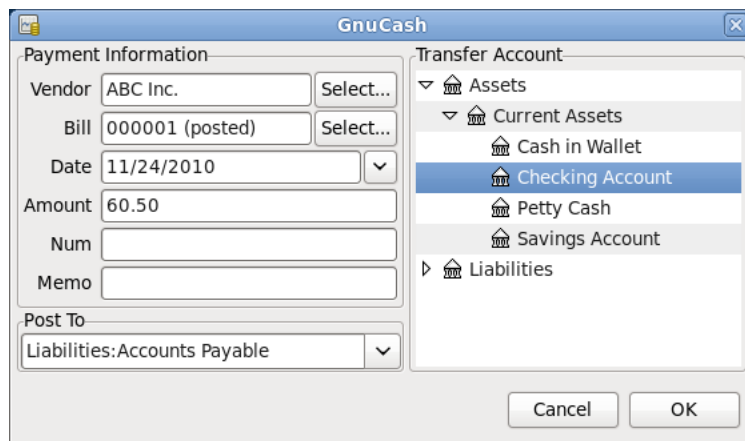 GnuCash
Payment Information
Vendor ABC Inc. Select...
Bill 000001 (posted) Select...
Date 11/24/2010
Amount 60.50
Num
Memo
Post To
Liabilities:Accounts Payable
Transfer Account
Assets
Current Assets
Cash in Wallet
Checking Account
Petty Cash
Savings Account
Liabilities
Cancel OK